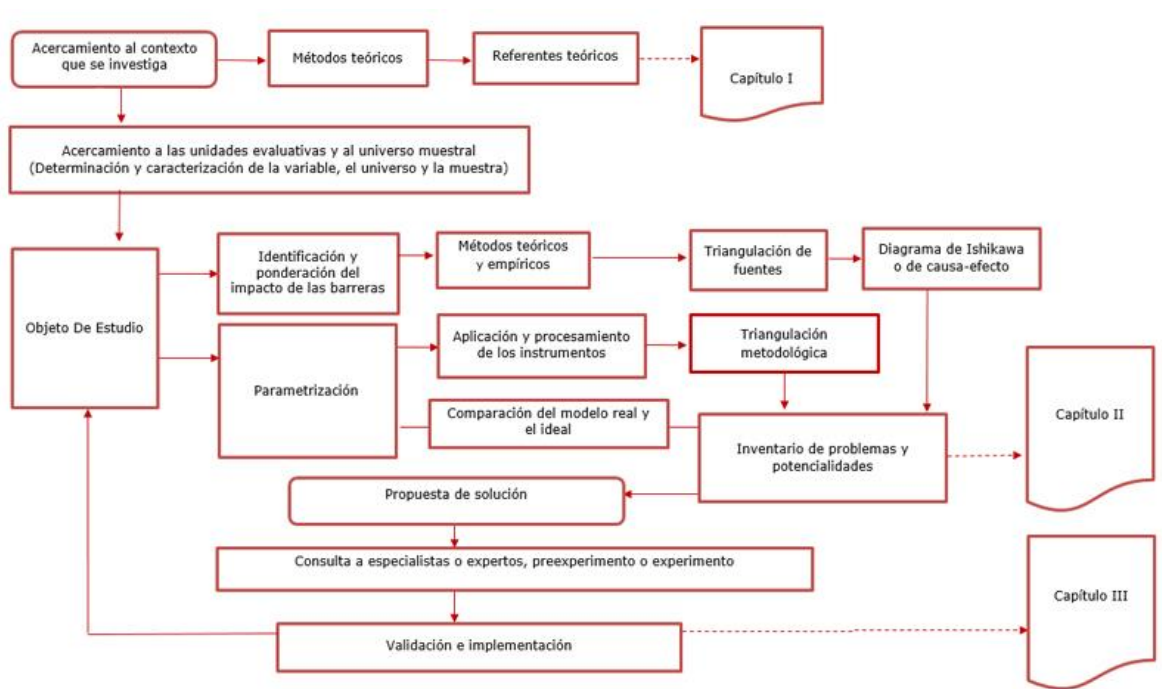 Acercamiento al contexto
que se investiga
Métodos teóricos
Referentes teóricos
Capítulo I
Acercamiento a las unidades evaluativas y al universo muestral
(Determinación y caracterización de la variable, el universo y la muestra)
Objeto De Estudio
Identificación y
ponderación del
impacto de las barreras
Métodos teóricos
y empíricos
Triangulación de
fuentes
Diagrama de Ishikawa
o de causa-efecto
Parametrización
Aplicación y procesamiento
de los instrumentos
Triangulación
metodológica
Comparación del modelo real y
el ideal
Inventario de problemas y
potencialidades
Capítulo II
Propuesta de solución
Consulta a especialistas o expertos, preexperimento o experimento
Validación e implementación
Capítulo III